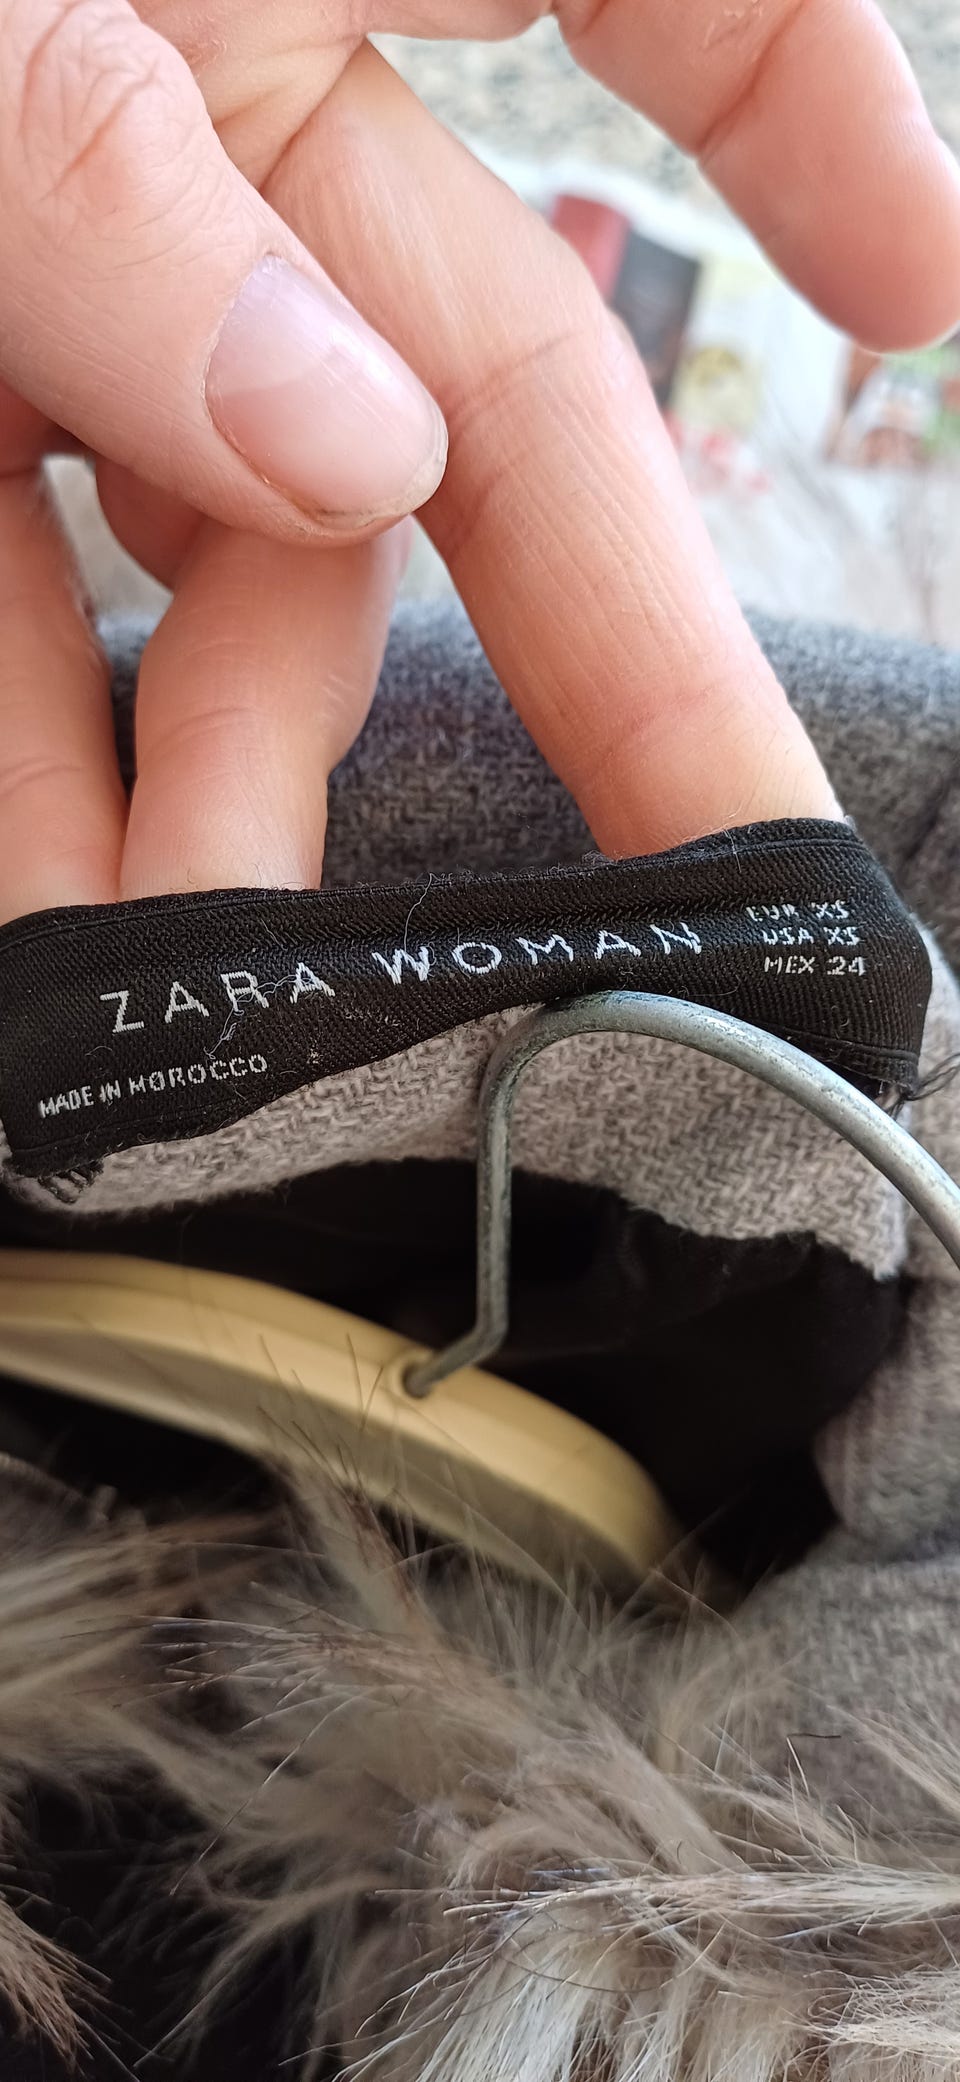 ZARA WOMAN
EUR XS
USA XS
MEX 24
MADE IN MOROCCO